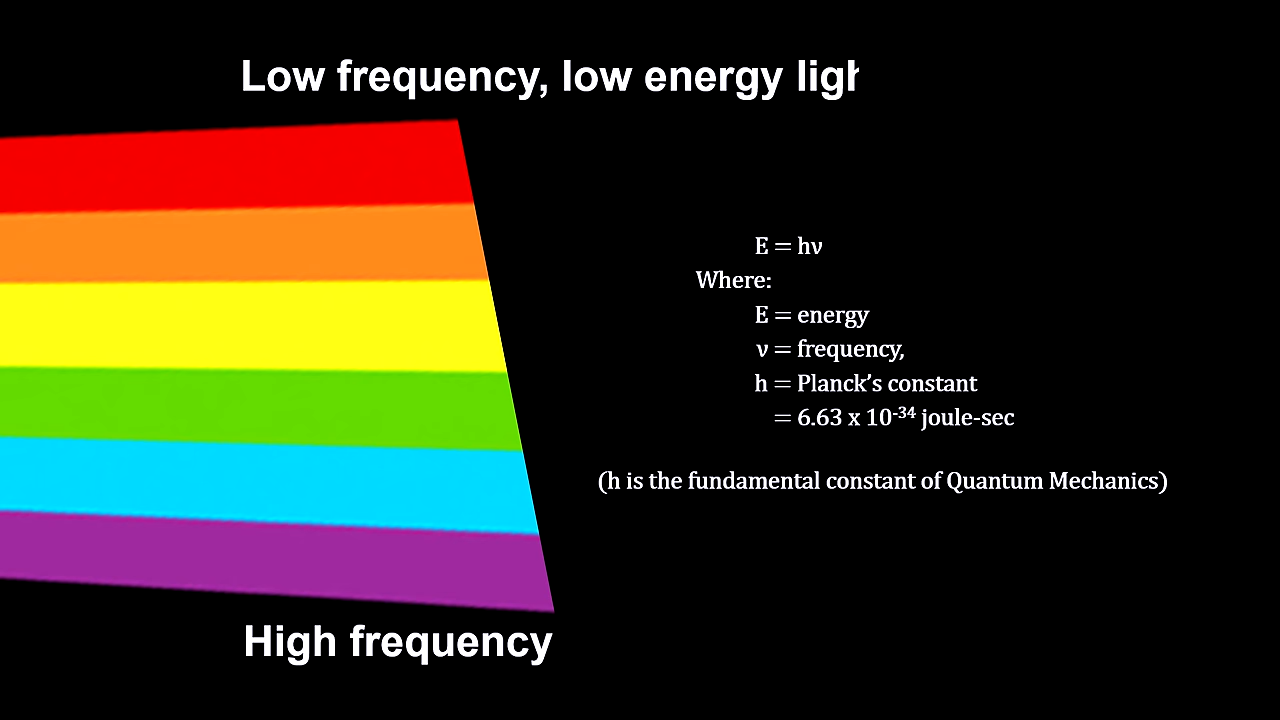 Low frequency, low energy ligh
E = hν
Where:
E = energy
ν = frequency,
h = Planck’s constant
= 6.63 x 10⁻³⁴ joule-sec
(h is the fundamental constant of Quantum Mechanics)
High frequency